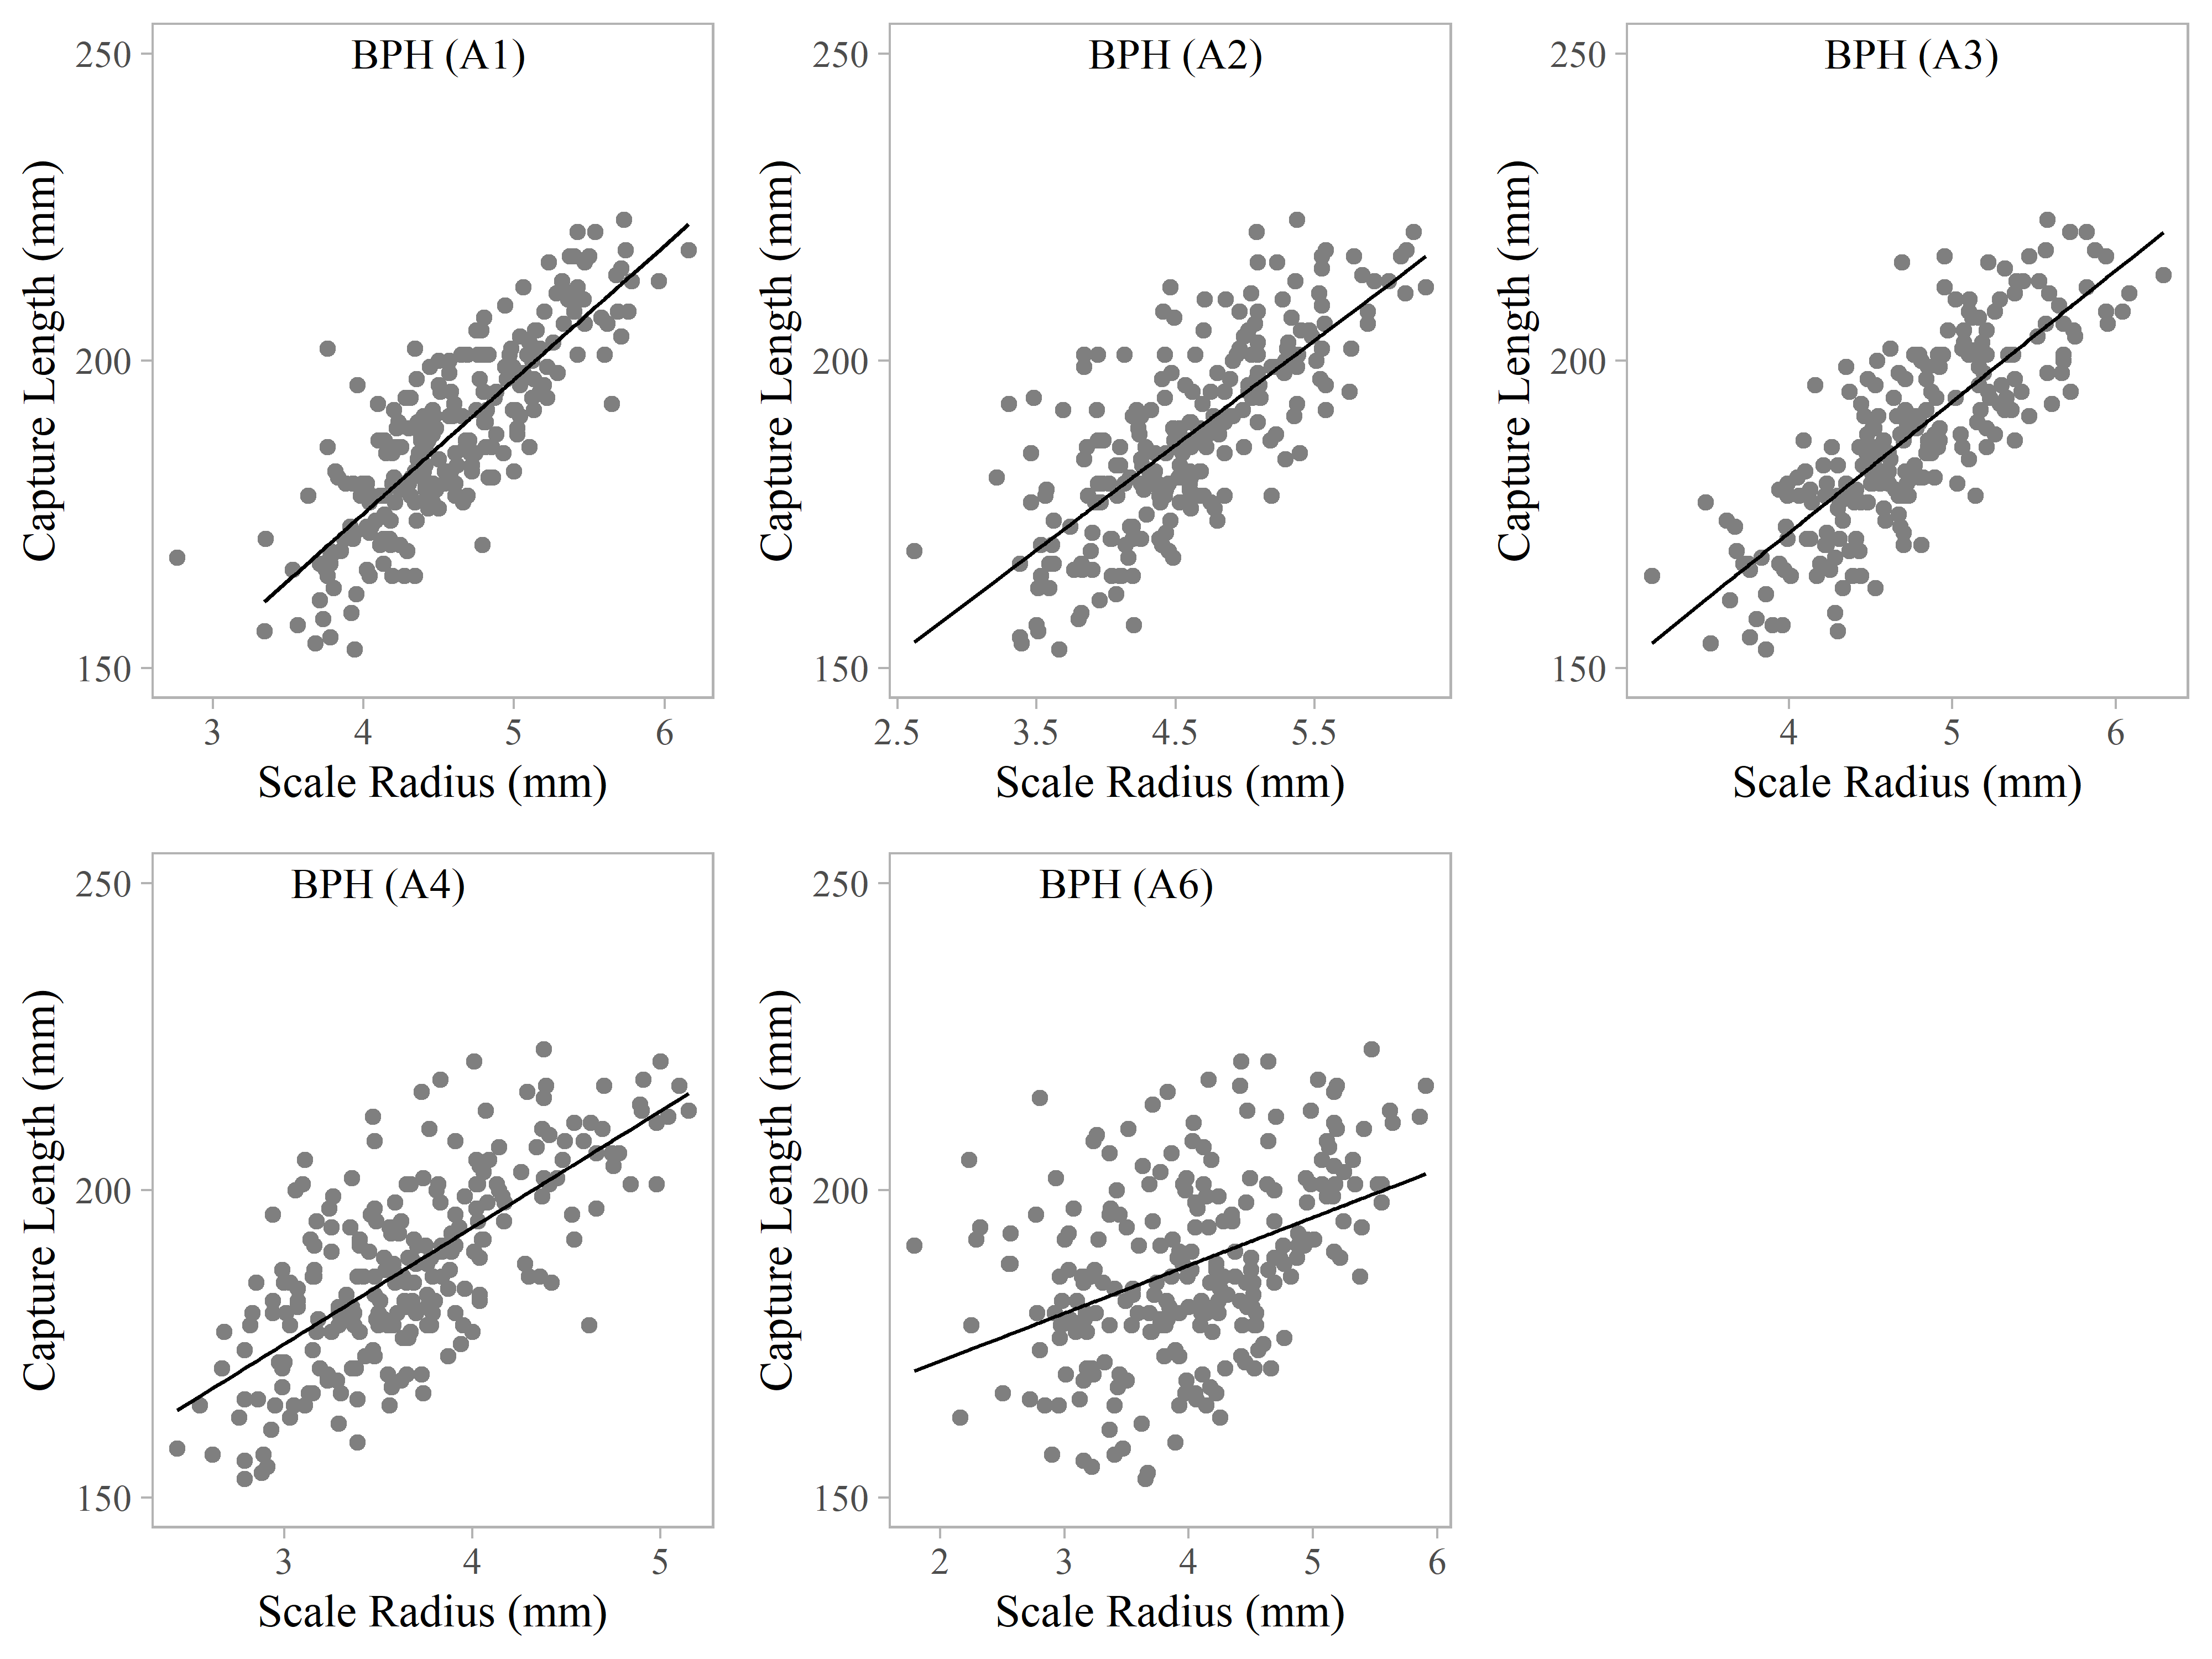 BPH (A1)
250
200
150
Capture Length (mm)
3 4 5 6
Scale Radius (mm)
BPH (A2)
250
200
150
Capture Length (mm)
2.5 3.5 4.5 5.5
Scale Radius (mm)
BPH (A3)
250
200
150
Capture Length (mm)
4 5 6
Scale Radius (mm)
BPH (A4)
250
200
150
Capture Length (mm)
3 4 5
Scale Radius (mm)
BPH (A6)
250
200
150
Capture Length (mm)
2 3 4 5 6
Scale Radius (mm)